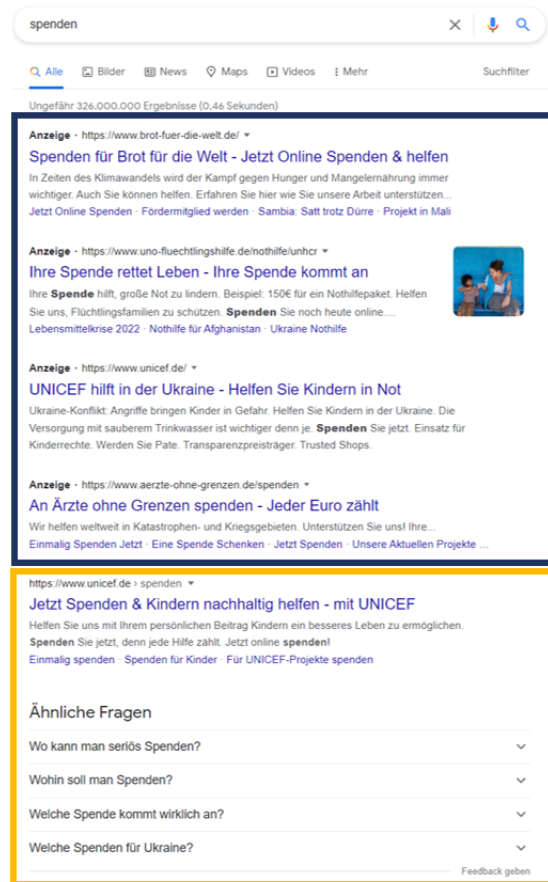 spenden
Alle Bilder News Maps Videos Mehr Suchfilter
Ungefähr 326.000.000 Ergebnisse (0,46 Sekunden)
Anzeige · https://www.brot-fuer-die-welt.de/
Spenden für Brot für die Welt - Jetzt Online Spenden & helfen
In Zeiten des Klimawandels wird der Kampf gegen Hunger und Mangelernährung immer
wichtiger. Auch Sie können helfen. Erfahren Sie hier wie Sie unsere Arbeit unterstützen...
Jetzt Online Spenden · Fördermitglied werden · Sambia: Satt trotz Dürre · Projekt in Mali
Anzeige · https://www.uno-fluechtlingshilfe.de/nothilfe/unhcr
Ihre Spende rettet Leben - Ihre Spende kommt an
Ihre Spende hilft, große Not zu lindern. Beispiel: 150€ für ein Nothilfepaket. Helfen
Sie uns, Flüchtlingsfamilien zu schützen. Spenden Sie noch heute online....
Lebensmittelkrise 2022 · Nothilfe für Afghanistan · Ukraine Nothilfe
Anzeige · https://www.unicef.de/
UNICEF hilft in der Ukraine - Helfen Sie Kindern in Not
Ukraine-Konflikt: Angriffe bringen Kinder in Gefahr. Helfen Sie Kindern in der Ukraine. Die
Versorgung mit sauberem Trinkwasser ist wichtiger denn je. Spenden Sie jetzt. Einsatz für
Kinderrechte. Werden Sie Pate. Transparenzpreisträger. Trusted Shops.
Anzeige · https://www.aerzte-ohne-grenzen.de/spenden
An Ärzte ohne Grenzen spenden - Jeder Euro zählt
Wir helfen weltweit in Katastrophen- und Kriegsgebieten. Unterstützen Sie uns! Ihre...
Einmalig Spenden Jetzt · Eine Spende Schenken · Jetzt Spenden · Unsere Aktuellen Projekte ...
https://www.unicef.de › spenden
Jetzt Spenden & Kindern nachhaltig helfen - mit UNICEF
Helfen Sie uns mit Ihrem persönlichen Beitrag Kindern ein besseres Leben zu ermöglichen.
Spenden Sie jetzt, denn jede Hilfe zählt. Jetzt online spenden!
Einmalig spenden · Spenden für Kinder · Für UNICEF-Projekte spenden
Ähnliche Fragen
Wo kann man seriös Spenden?
Wohin soll man Spenden?
Welche Spende kommt wirklich an?
Welche Spenden für Ukraine?
Feedback geben